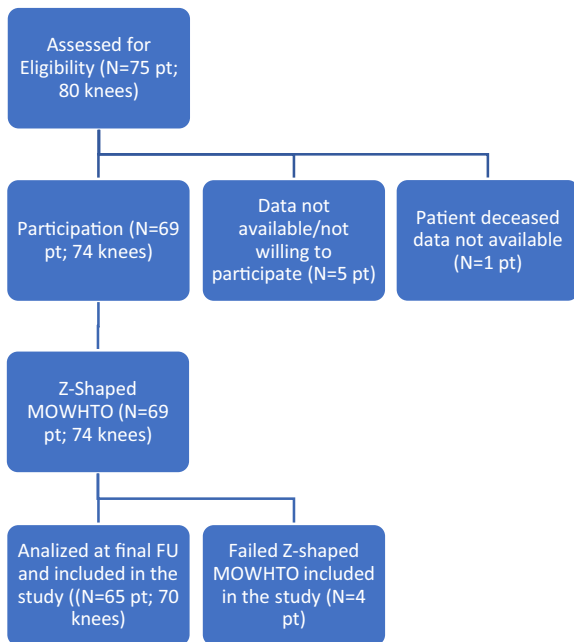 Assessed for
Eligibility (N=75 pt;
80 knees)
Participation (N=69
pt; 74 knees)
Data not
available/not
willing to
participate (N=5 pt)
Patient deceased
data not available
(N=1 pt)
Z-Shaped
MOWHTO (N=69
pt; 74 knees)
Analized at final FU
and included in the
study ((N=65 pt; 70
knees)
Failed Z-shaped
MOWHTO included
in the study (N=4
pt)